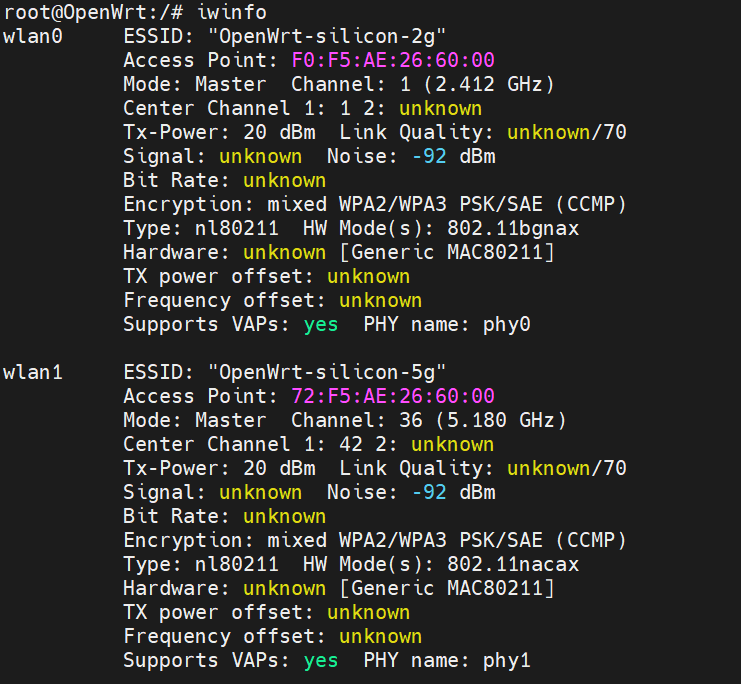 root@OpenWrt:/# iwinfo
wlan0     ESSID: "OpenWrt-silicon-2g"
          Access Point: F0:F5:AE:26:60:00
          Mode: Master  Channel: 1 (2.412 GHz)
          Center Channel 1: 1 2: unknown
          Tx-Power: 20 dBm  Link Quality: unknown/70
          Signal: unknown  Noise: -92 dBm
          Bit Rate: unknown
          Encryption: mixed WPA2/WPA3 PSK/SAE (CCMP)
          Type: nl80211  HW Mode(s): 802.11bgnax
          Hardware: unknown [Generic MAC80211]
          TX power offset: unknown
          Frequency offset: unknown
          Supports VAPs: yes  PHY name: phy0

wlan1     ESSID: "OpenWrt-silicon-5g"
          Access Point: 72:F5:AE:26:60:00
          Mode: Master  Channel: 36 (5.180 GHz)
          Center Channel 1: 42 2: unknown
          Tx-Power: 20 dBm  Link Quality: unknown/70
          Signal: unknown  Noise: -92 dBm
          Bit Rate: unknown
          Encryption: mixed WPA2/WPA3 PSK/SAE (CCMP)
          Type: nl80211  HW Mode(s): 802.11nacax
          Hardware: unknown [Generic MAC80211]
          TX power offset: unknown
          Frequency offset: unknown
          Supports VAPs: yes  PHY name: phy1